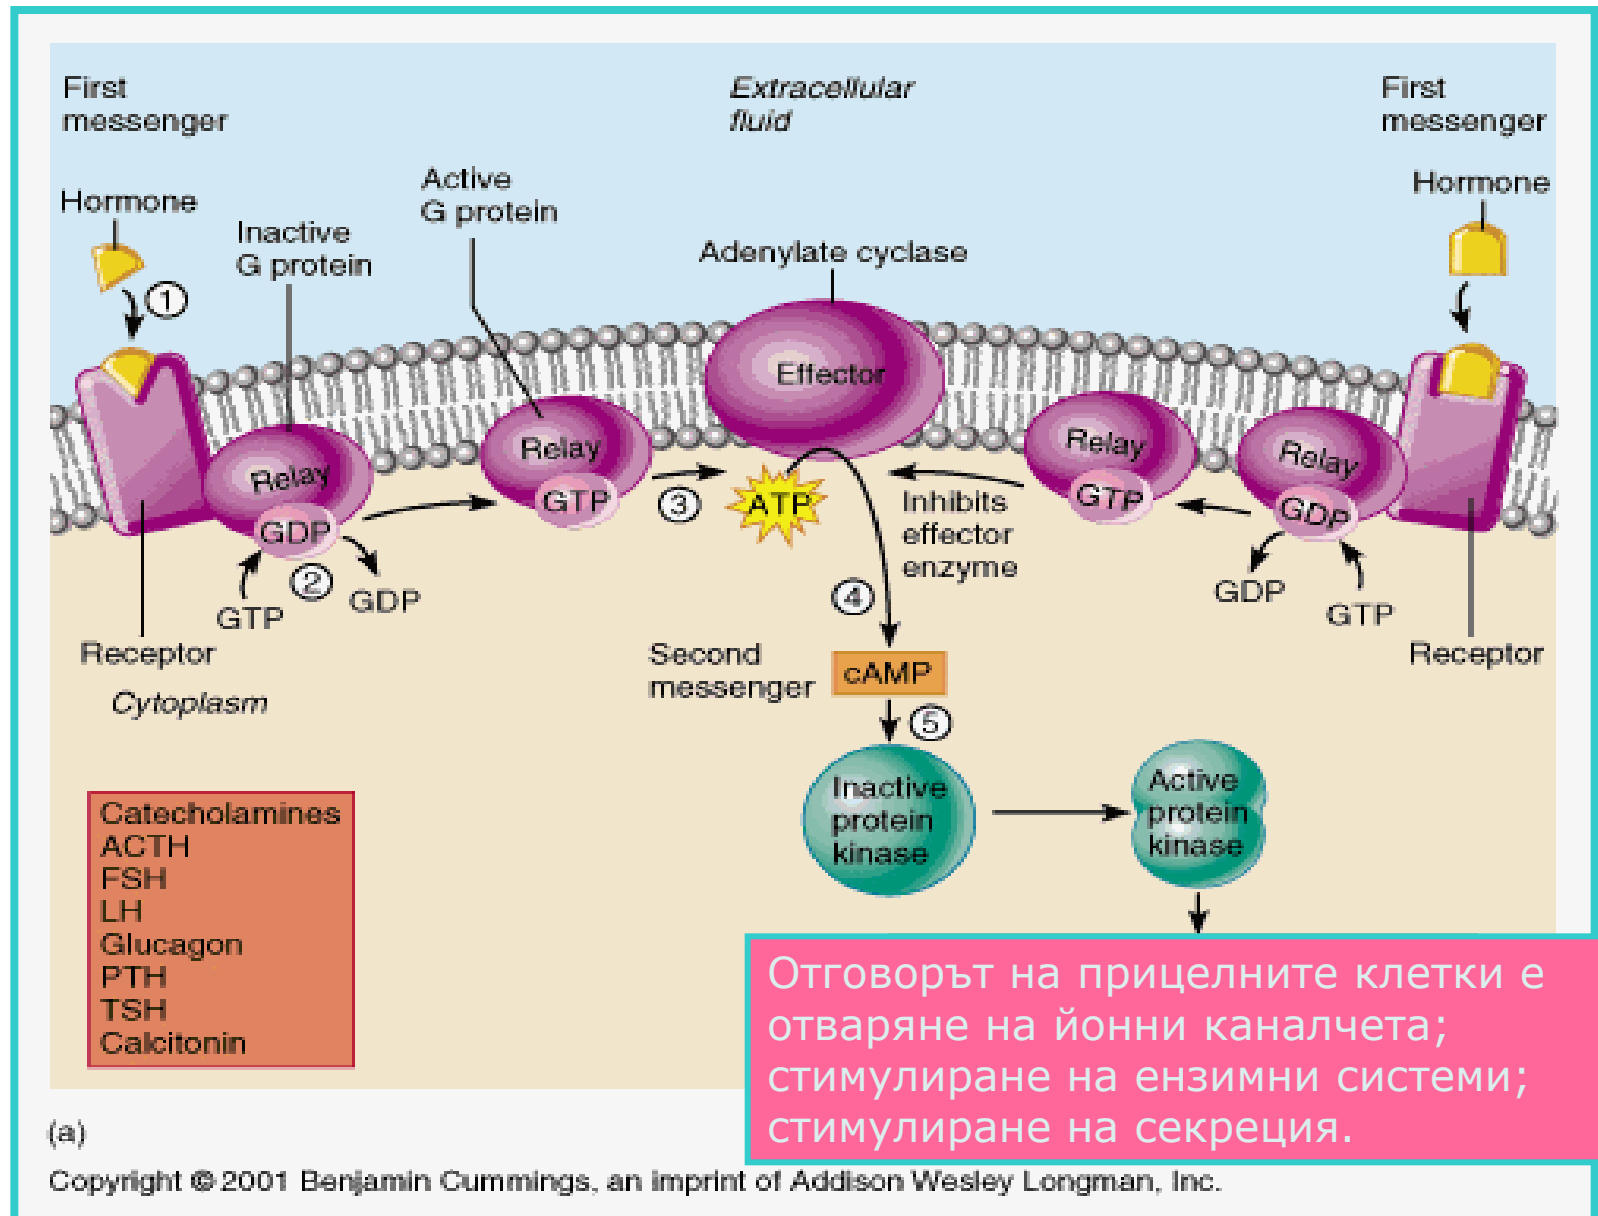 First
messenger
Extracellular
fluid
First
messenger
Hormone
Inactive
G protein
Active
G protein
Adenylate cyclase
Hormone
1
Effector
Relay
GDP
Relay
GTP
3
ATP
Inhibits
effector
enzyme
Relay
GTP
Relay
GDP
2
GTP
GDP
4
GDP
GTP
Receptor
Cytoplasm
Second
messenger
cAMP
Receptor
5
Inactive
protein
kinase
Active
protein
kinase
Catecholamines
ACTH
FSH
LH
Glucagon
PTH
TSH
Calcitonin
Отговорът на прицелните клетки е
отваряне на йонни каналчета;
стимулиране на ензимни системи;
стимулиране на секреция.
(a)
Copyright © 2001 Benjamin Cummings, an imprint of Addison Wesley Longman, Inc.